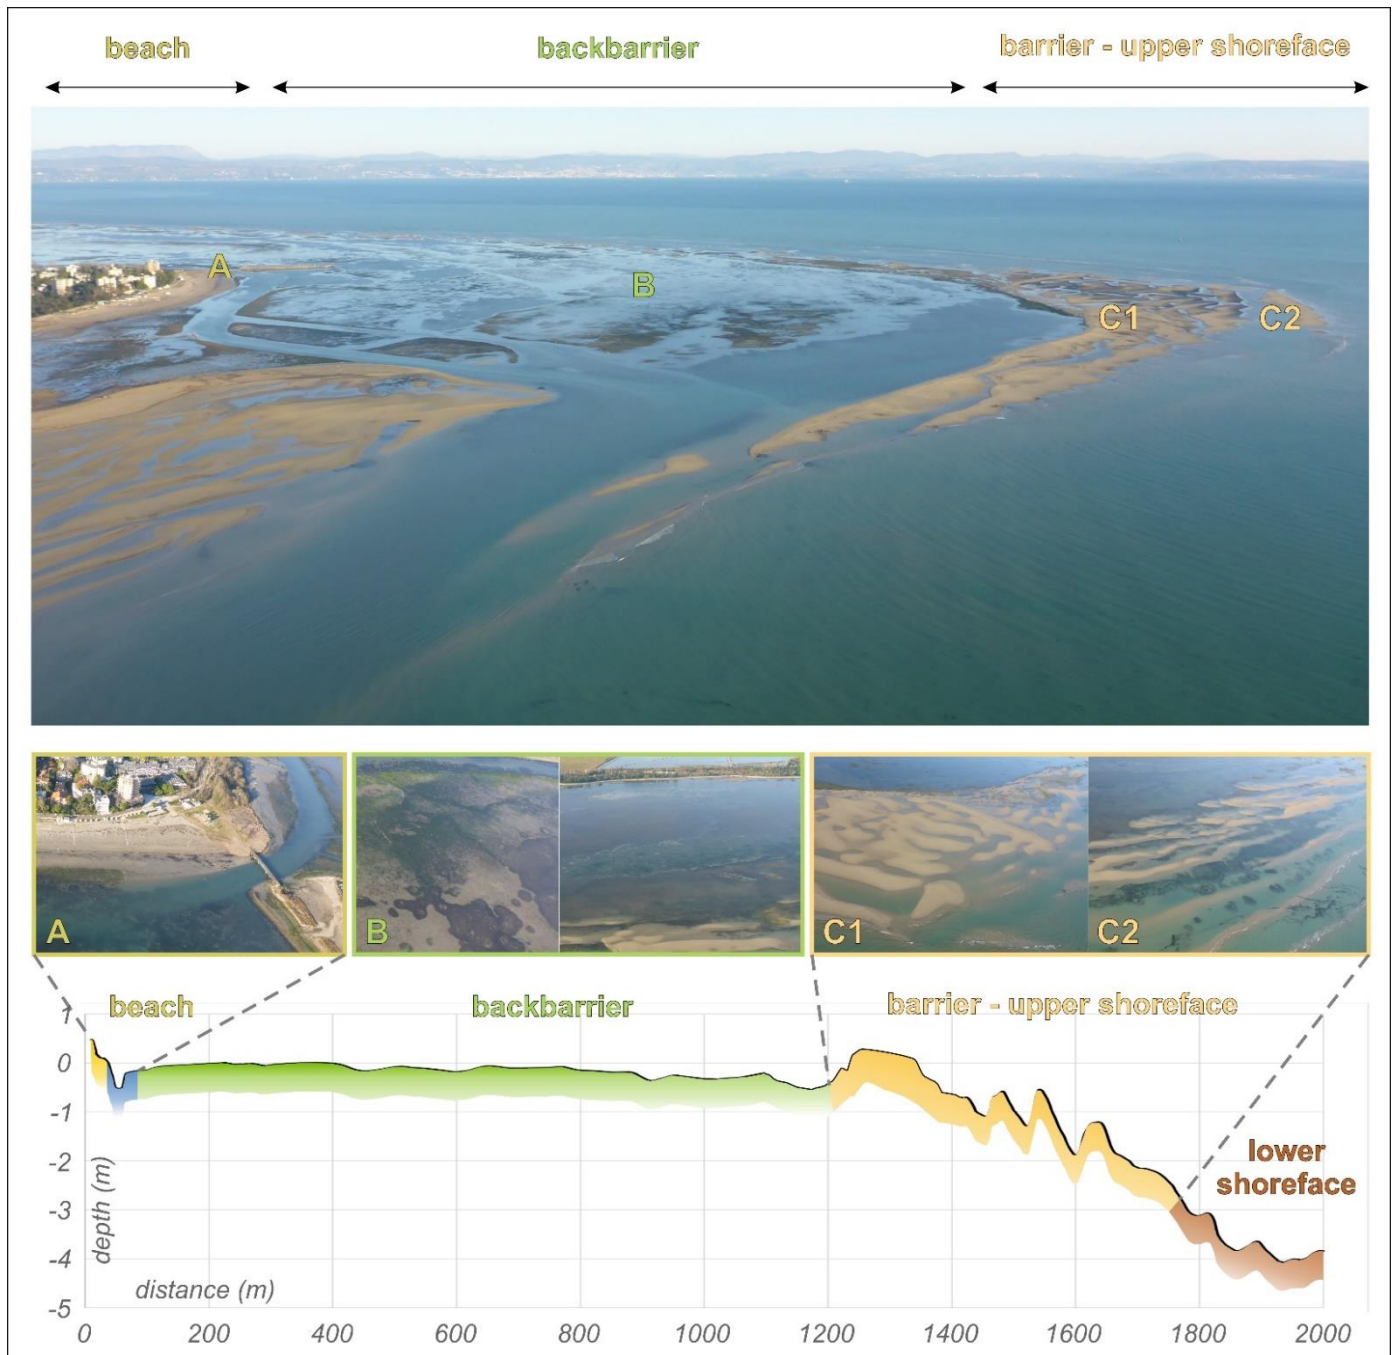 beach
backbarrier
barrier - upper shoreface
A
B
C1
C2
A
B
C1
C2
beach
backbarrier
barrier - upper shoreface
lower
shoreface
1
0
-1
-2
-3
-4
-5
depth (m)
distance (m)
0 200 400 600 800 1000 1200 1400 1600 1800 2000